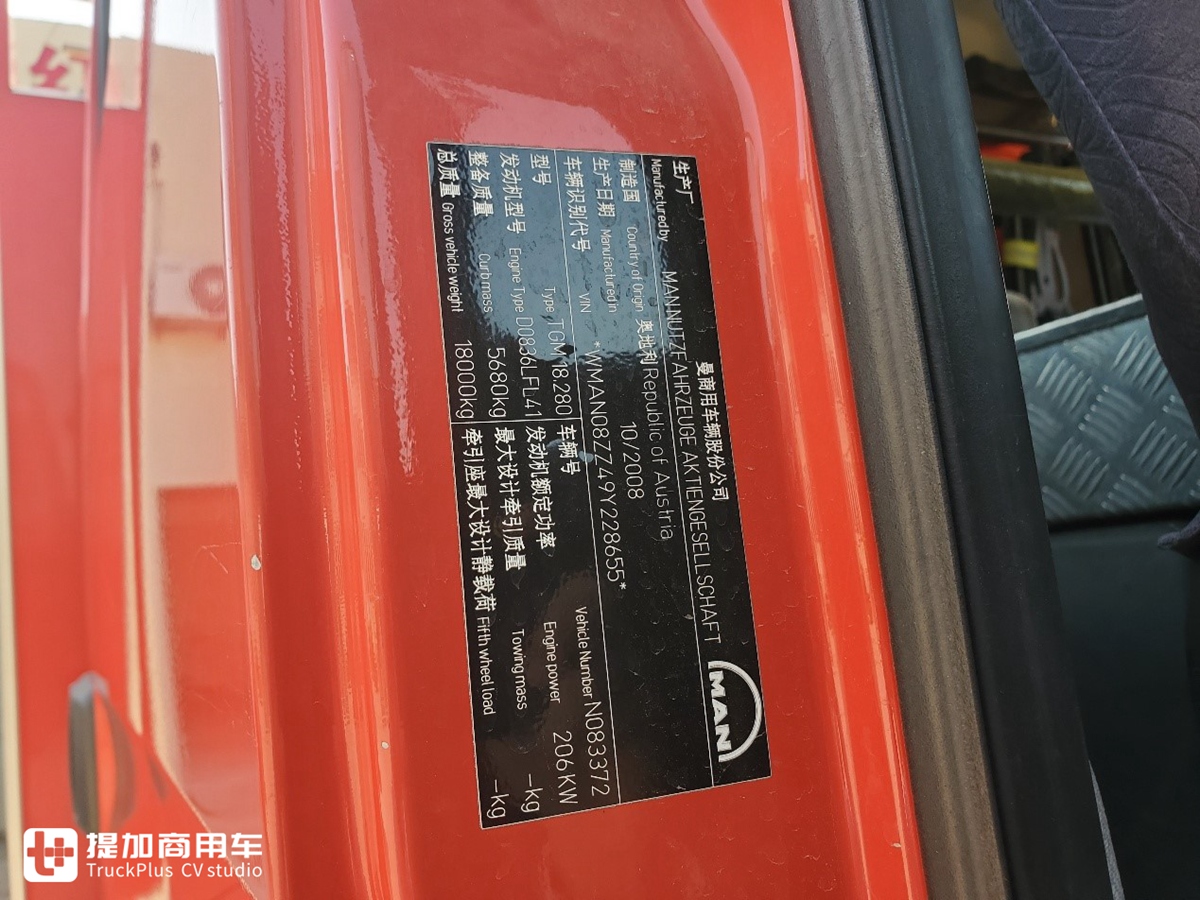 生产厂 曼商用车辆股份公司
Manufactured by MAN NUTZFAHRZEUGE AKTIENGESELLSCHAFT
MAN
制造国 Country of Origin 奥地利 Republic of Austria
生产日期 Manufactured in 10/2008
车辆识别代号 VIN *WMAN08ZZ49Y228655*
型号 Type TGM 18.280 车辆号 Vehicle Number N083372
发动机型号 Engine Type D0836LFL41 发动机额定功率 Engine power 206KW
整备质量 Curb mass 5680kg 最大设计牵引质量 Towing mass –kg
总质量 Gross vehicle weight 18000kg 牵引座最大设计静载荷 Fifth wheel load –kg
提加商用车
TruckPlus CV studio